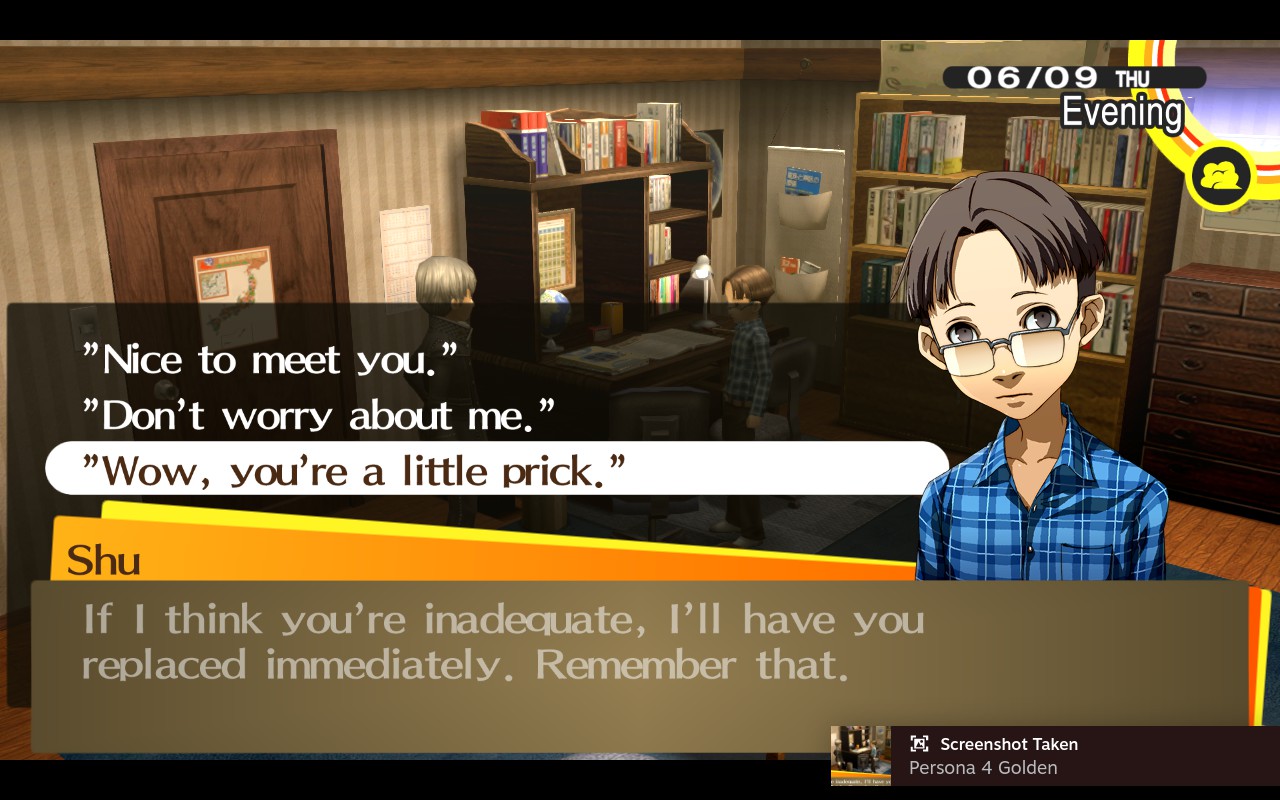 06/09 THU
Evening
"Nice to meet you."
"Don't worry about me."
"Wow, you're a little prick."
Shu
If I think you're inadequate, I'll have you
replaced immediately. Remember that.
Screenshot Taken
Persona 4 Golden